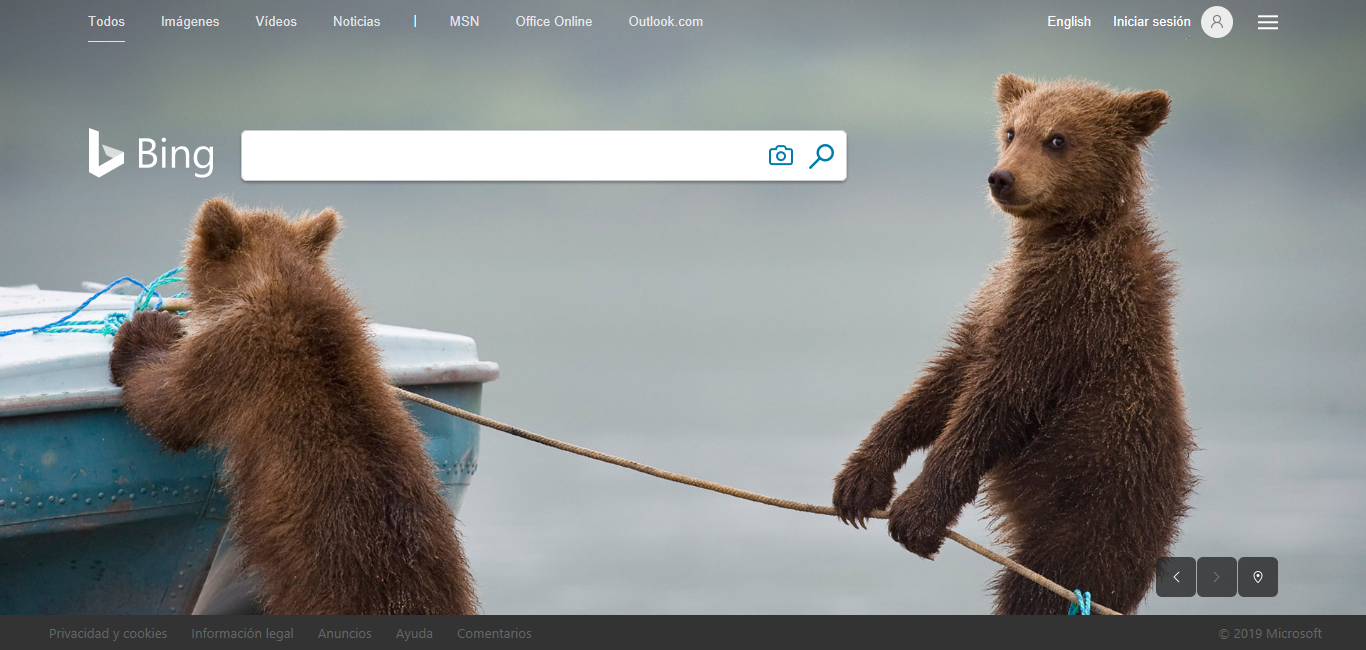 Todos Imágenes Vídeos Noticias | MSN Office Online Outlook.com English Iniciar sesión
Bing
Privacidad y cookies Información legal Anuncios Ayuda Comentarios © 2019 Microsoft